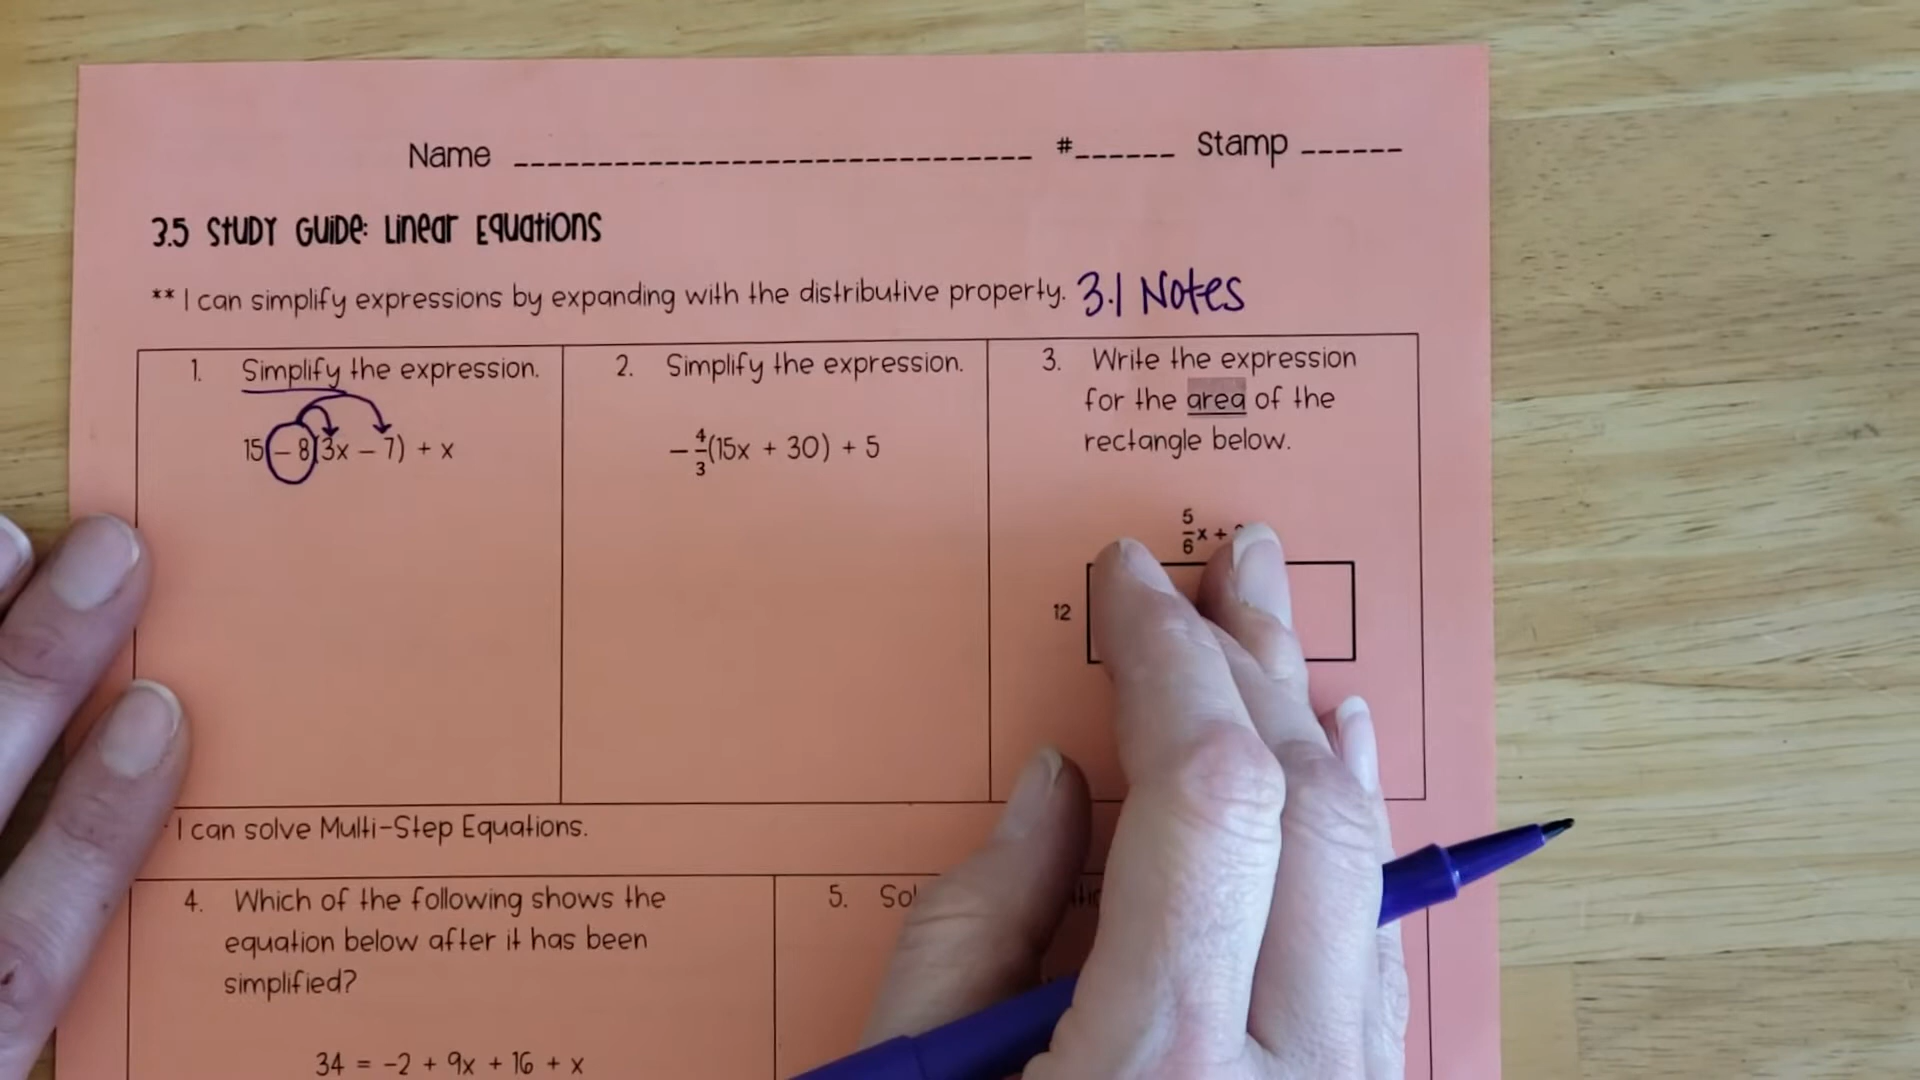 Name ______________________________ #______ Stamp ______
3.5 Study Guide: Linear Equations
** I can simplify expressions by expanding with the distributive property. 3.1 Notes
1. Simplify the expression.
15 – 8(3x – 7) + x
2. Simplify the expression.
–4/3(15x + 30) + 5
3. Write the expression
for the area of the
rectangle below.
5/6x +
12
I can solve Multi-Step Equations.
4. Which of the following shows the
equation below after it has been
simplified?
34 = -2 + 9x + 16 + x
5.